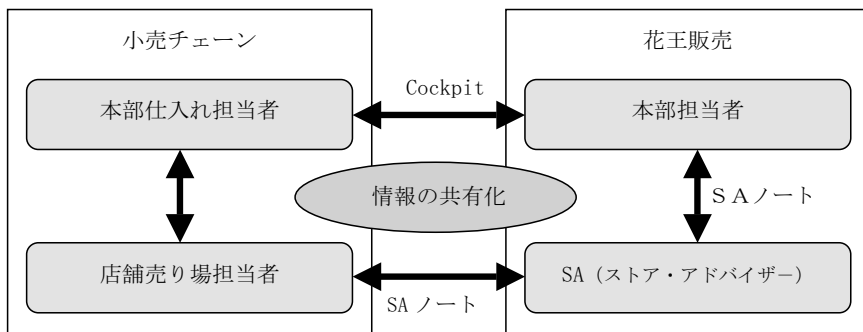 小売チェーン
花王販売
Cockpit
本部仕入れ担当者
本部担当者
情報の共有化
ＳＡノート
店舗売り場担当者
SA（ストア・アドバイザー）
SA ノート